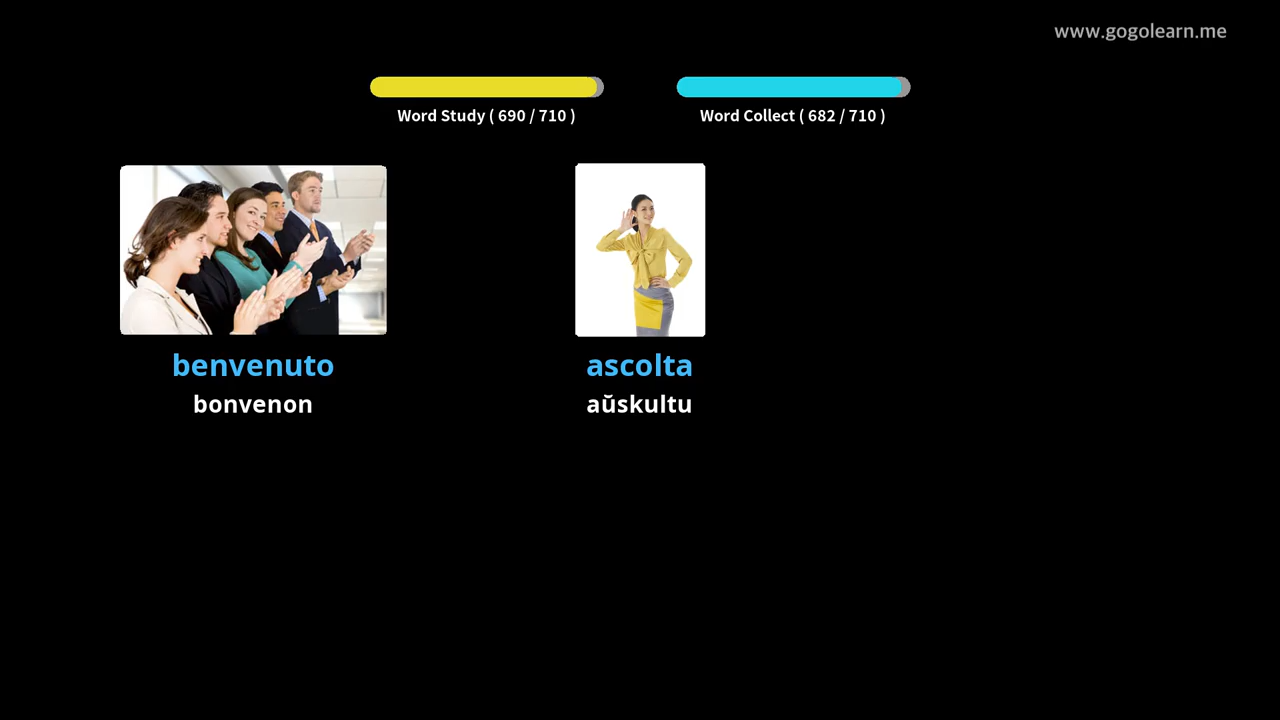 www.gogolearn.me
Word Study ( 690 / 710 )
Word Collect ( 682 / 710 )
benvenuto
bonvenon
ascolta
aŭskultu